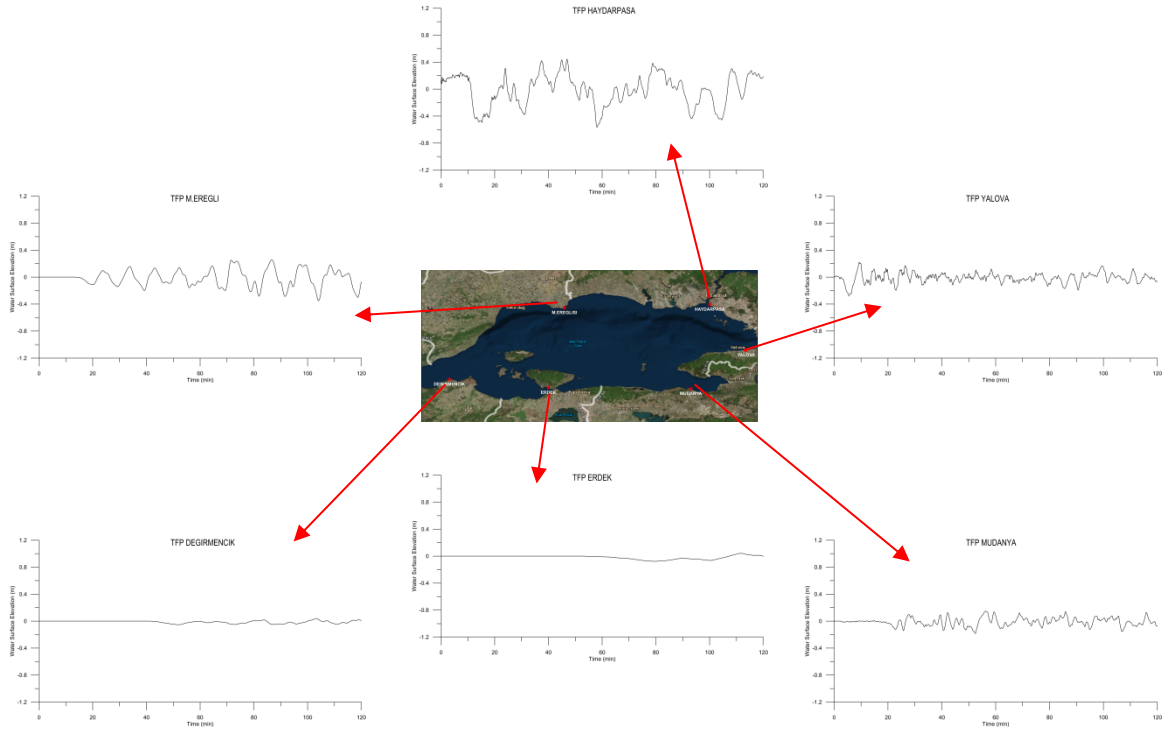 TFP HAYDARPASA
Water Surface Elevation (m)
1.2
0.8
0.4
0
-0.4
-0.8
-1.2
0 20 40 60 80 100 120
Time (min)
TFP M.EREGLI
Water Surface Elevation (m)
1.2
0.8
0.4
0
-0.4
-0.8
-1.2
0 20 40 60 80 100 120
Time (min)
TFP YALOVA
Water Surface Elevation (m)
1.2
0.8
0.4
0
-0.4
-0.8
-1.2
0 20 40 60 80 100 120
Time (min)
M.EREGLISI
HAYDARPASA
YALOVA
DEGIRMENCIK
ERDEK
MUDANYA
TFP ERDEK
Water Surface Elevation (m)
1.2
0.8
0.4
0
-0.4
-0.8
-1.2
0 20 40 60 80 100 120
Time (min)
TFP DEGIRMENCIK
Water Surface Elevation (m)
1.2
0.8
0.4
0
-0.4
-0.8
-1.2
0 20 40 60 80 100 120
Time (min)
TFP MUDANYA
Water Surface Elevation (m)
1.2
0.8
0.4
0
-0.4
-0.8
-1.2
0 20 40 60 80 100 120
Time (min)